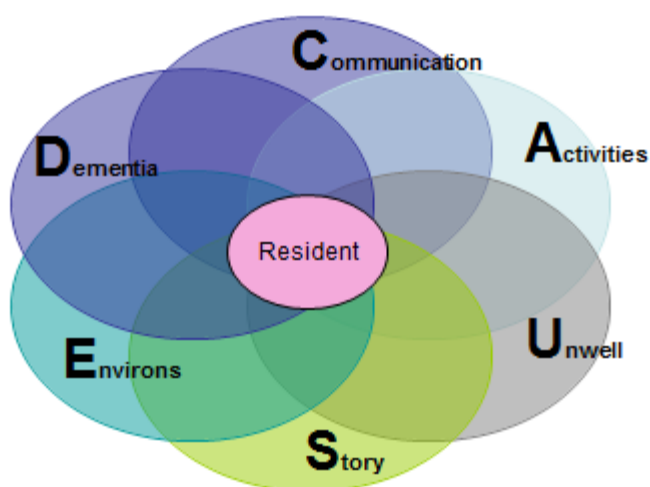 Communication
Activities
Dementia
Resident
Unwell
Environs
Story